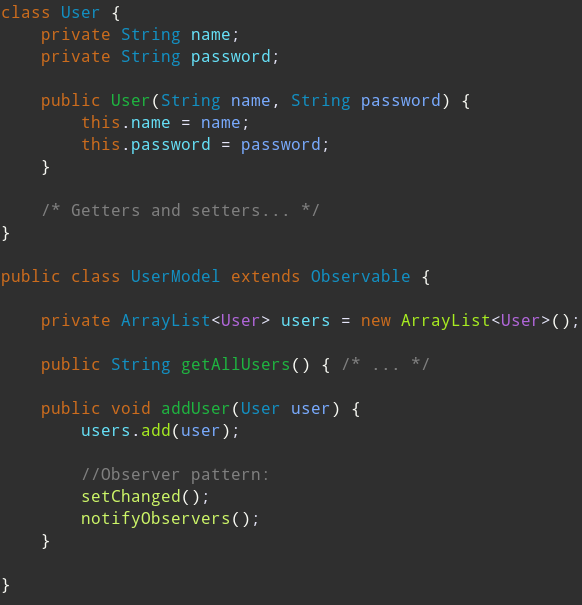 class User {
    private String name;
    private String password;

    public User(String name, String password) {
        this.name = name;
        this.password = password;
    }

    /* Getters and setters... */
}

public class UserModel extends Observable {

    private ArrayList<User> users = new ArrayList<User>();

    public String getAllUsers() { /* ... */

    public void addUser(User user) {
        users.add(user);

        //Observer pattern:
        setChanged();
        notifyObservers();
    }

}